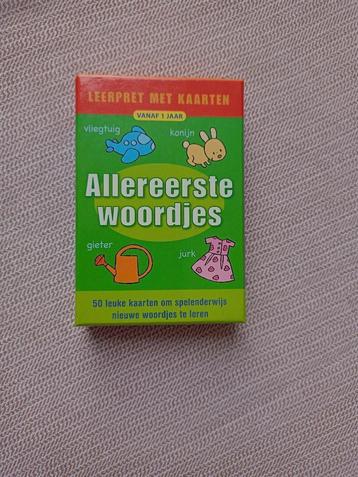 LEERPRET MET KAARTEN
VANAF 1 JAAR
vliegtuig
konijn
Allereerste
woordjes
gieter
jurk
50 leuke kaarten om spelenderwijs
nieuwe woordjes te leren